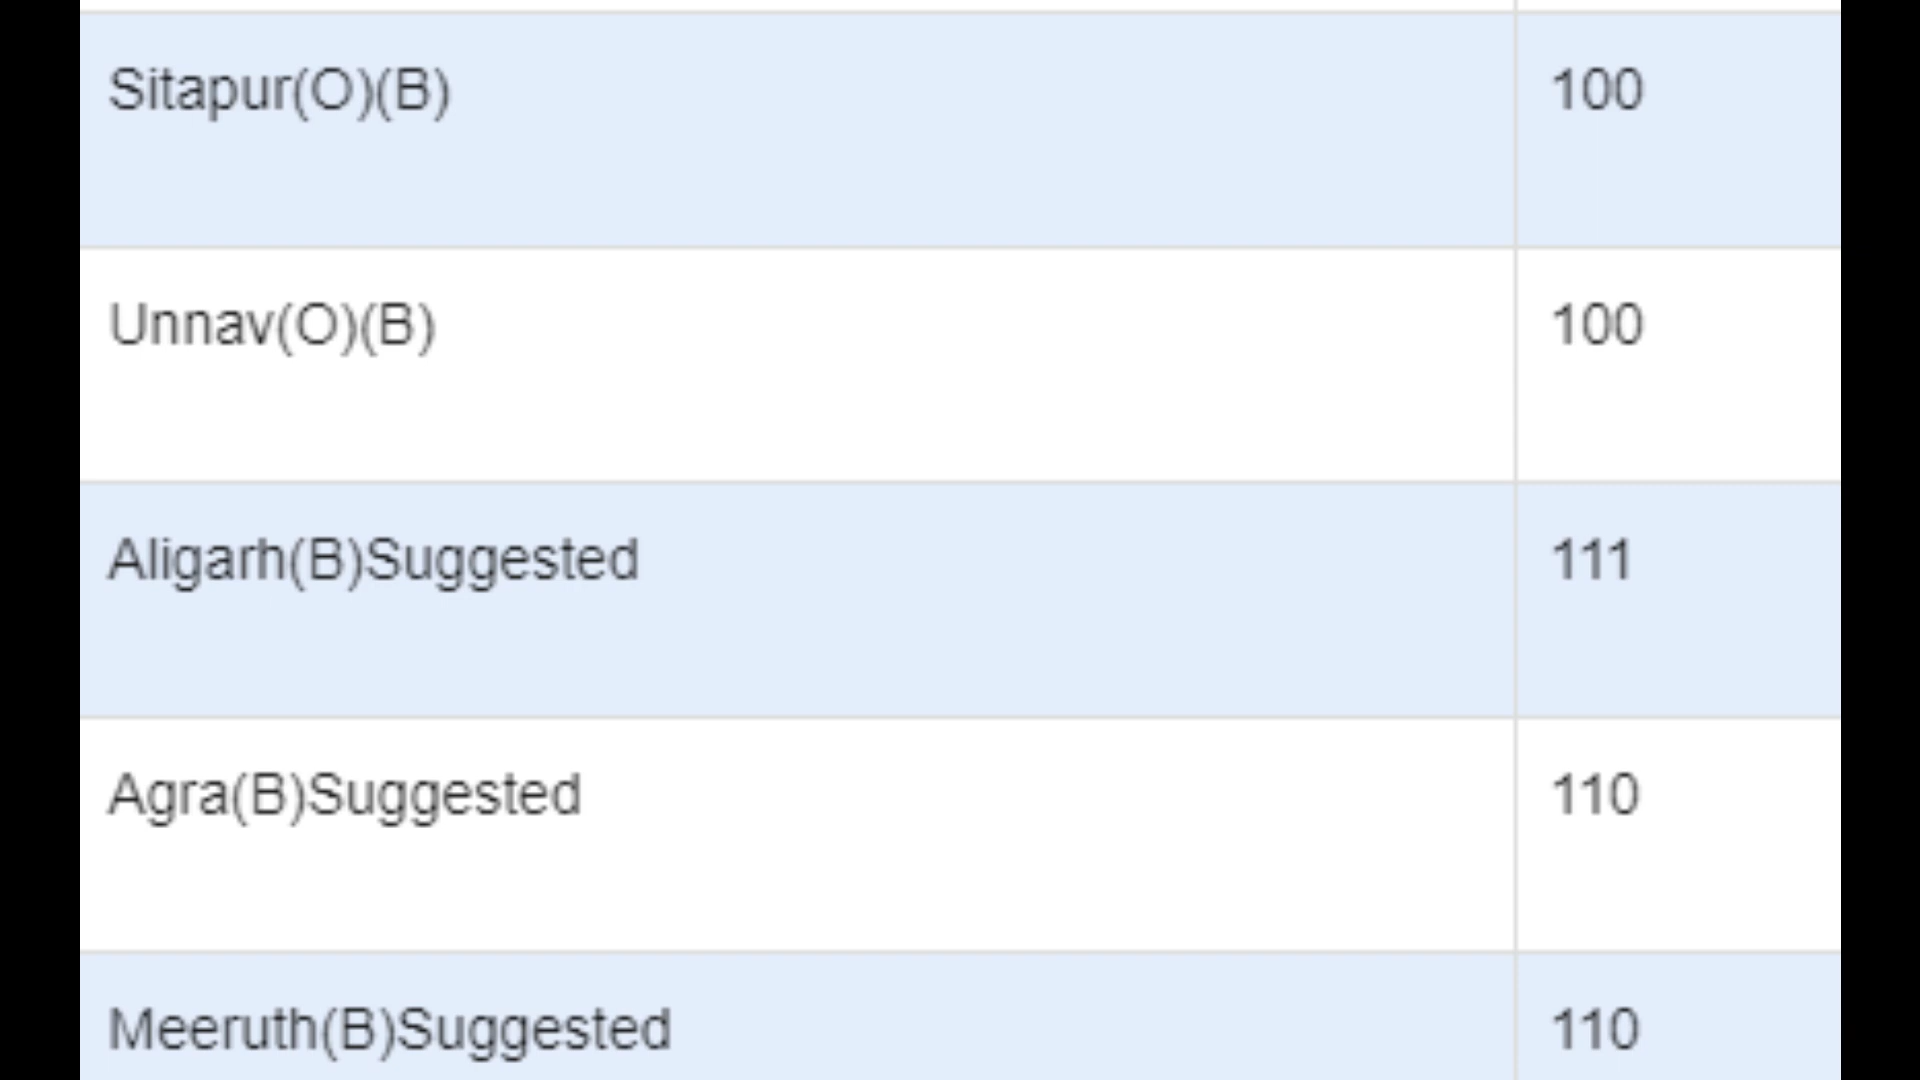 Sitapur(O)(B) 100
Unnav(O)(B) 100
Aligarh(B)Suggested 111
Agra(B)Suggested 110
Meeruth(B)Suggested 110